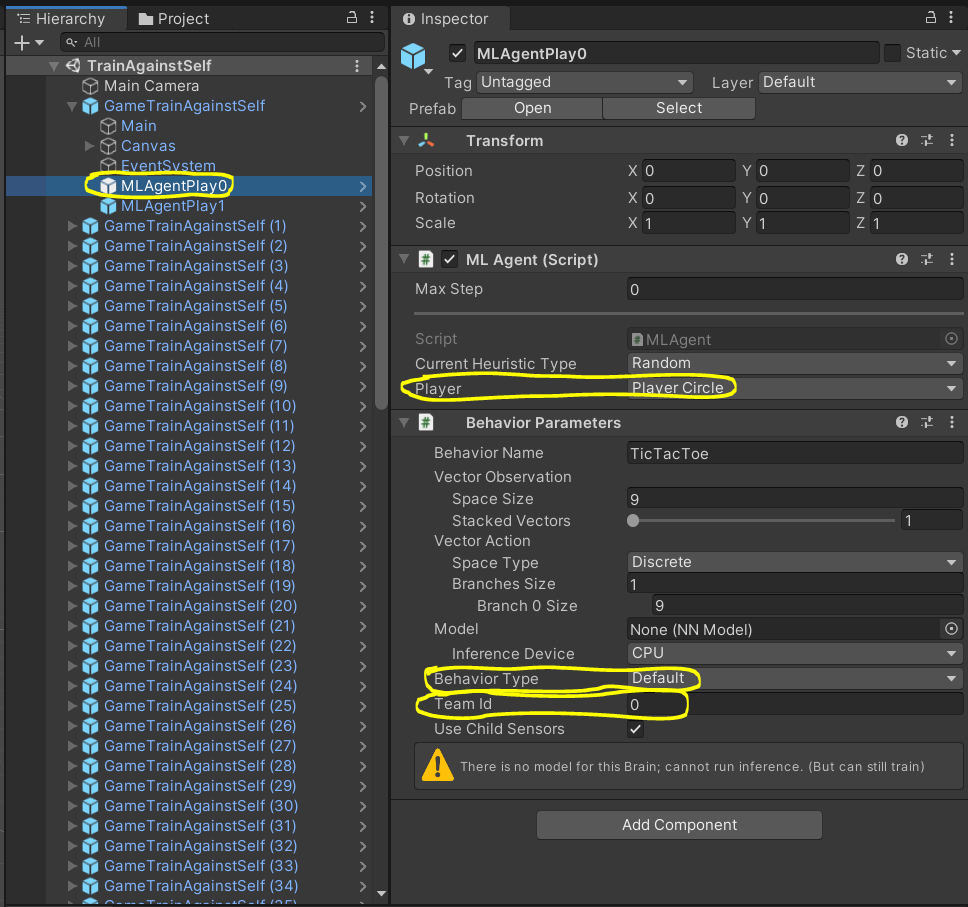 Hierarchy
Project
All
TrainAgainstSelf
Main Camera
GameTrainAgainstSelf
Main
Canvas
EventSystem
MLAgentPlay0
MLAgentPlay1
GameTrainAgainstSelf (1)
GameTrainAgainstSelf (2)
GameTrainAgainstSelf (3)
GameTrainAgainstSelf (4)
GameTrainAgainstSelf (5)
GameTrainAgainstSelf (6)
GameTrainAgainstSelf (7)
GameTrainAgainstSelf (8)
GameTrainAgainstSelf (9)
GameTrainAgainstSelf (10)
GameTrainAgainstSelf (11)
GameTrainAgainstSelf (12)
GameTrainAgainstSelf (13)
GameTrainAgainstSelf (14)
GameTrainAgainstSelf (15)
GameTrainAgainstSelf (16)
GameTrainAgainstSelf (17)
GameTrainAgainstSelf (18)
GameTrainAgainstSelf (19)
GameTrainAgainstSelf (20)
GameTrainAgainstSelf (21)
GameTrainAgainstSelf (22)
GameTrainAgainstSelf (23)
GameTrainAgainstSelf (24)
GameTrainAgainstSelf (25)
GameTrainAgainstSelf (26)
GameTrainAgainstSelf (27)
GameTrainAgainstSelf (28)
GameTrainAgainstSelf (29)
GameTrainAgainstSelf (30)
GameTrainAgainstSelf (31)
GameTrainAgainstSelf (32)
GameTrainAgainstSelf (33)
GameTrainAgainstSelf (34)
Inspector
MLAgentPlay0 Static
Tag Untagged Layer Default
Prefab Open Select
Transform
Position X 0 Y 0 Z 0
Rotation X 0 Y 0 Z 0
Scale X 1 Y 1 Z 1
ML Agent (Script)
Max Step 0
Script MLAgent
Current Heuristic Type Random
Player Player Circle
Behavior Parameters
Behavior Name TicTacToe
Vector Observation
Space Size 9
Stacked Vectors 1
Vector Action
Space Type Discrete
Branches Size 1
Branch 0 Size 9
Model None (NN Model)
Inference Device CPU
Behavior Type Default
Team Id 0
Use Child Sensors
There is no model for this Brain; cannot run inference. (But can still train)
Add Component